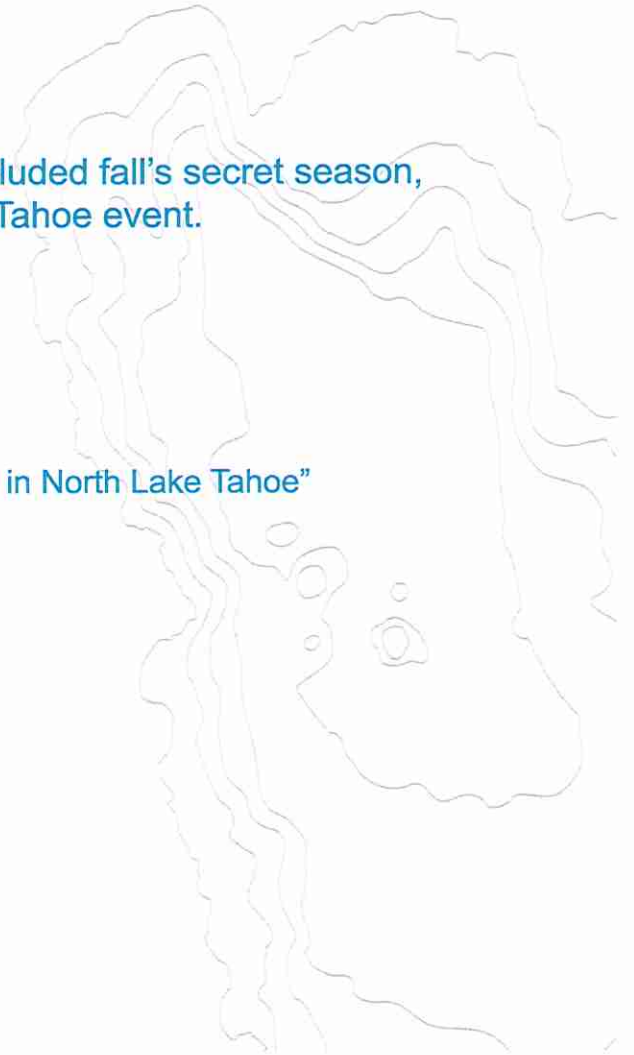 luded fall's secret season,
Tahoe event.
in North Lake Tahoe”